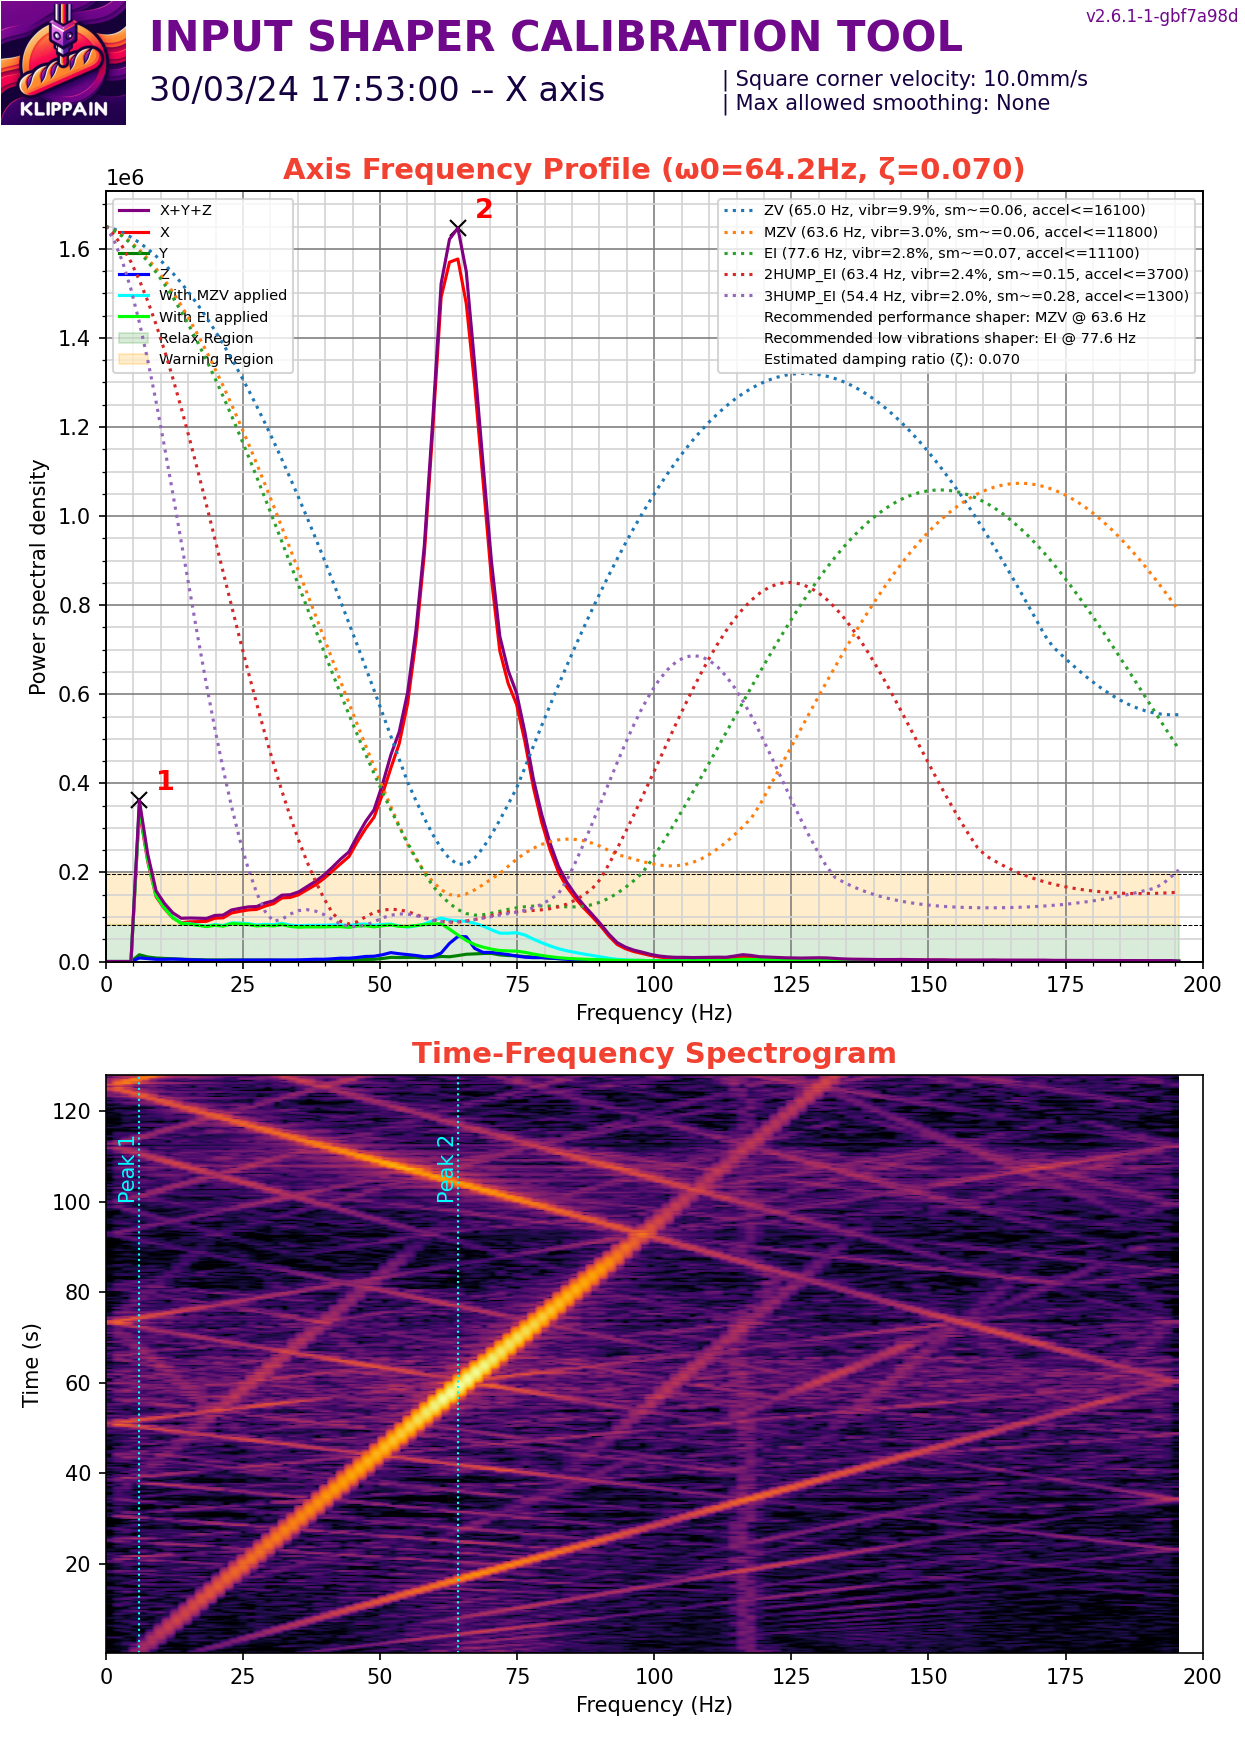 INPUT SHAPER CALIBRATION TOOL
v2.6.1-1-gbf7a98d
30/03/24 17:53:00 -- X axis
| Square corner velocity: 10.0mm/s
| Max allowed smoothing: None
KLIPPAIN
Axis Frequency Profile (ω0=64.2Hz, ζ=0.070)
1e6
X+Y+Z
X
Y
Z
With MZV applied
With EI applied
Relax Region
Warning Region
2
ZV (65.0 Hz, vibr=9.9%, sm~=0.06, accel<=16100)
MZV (63.6 Hz, vibr=3.0%, sm~=0.06, accel<=11800)
EI (77.6 Hz, vibr=2.8%, sm~=0.07, accel<=11100)
2HUMP_EI (63.4 Hz, vibr=2.4%, sm~=0.15, accel<=3700)
3HUMP_EI (54.4 Hz, vibr=2.0%, sm~=0.28, accel<=1300)
Recommended performance shaper: MZV @ 63.6 Hz
Recommended low vibrations shaper: EI @ 77.6 Hz
Estimated damping ratio (ζ): 0.070
1
Power spectral density
1.6
1.4
1.2
1.0
0.8
0.6
0.4
0.2
0.0
0 25 50 75 100 125 150 175 200
Frequency (Hz)
Time-Frequency Spectrogram
Peak 1
Peak 2
Time (s)
120
100
80
60
40
20
0 25 50 75 100 125 150 175 200
Frequency (Hz)